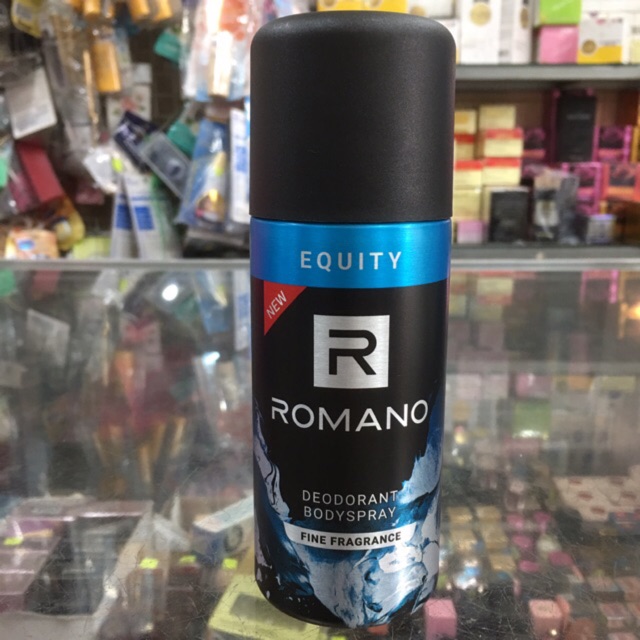 EQUITY
NEW
R
ROMANO
DEODORANT
BODYSPRAY
FINE FRAGRANCE